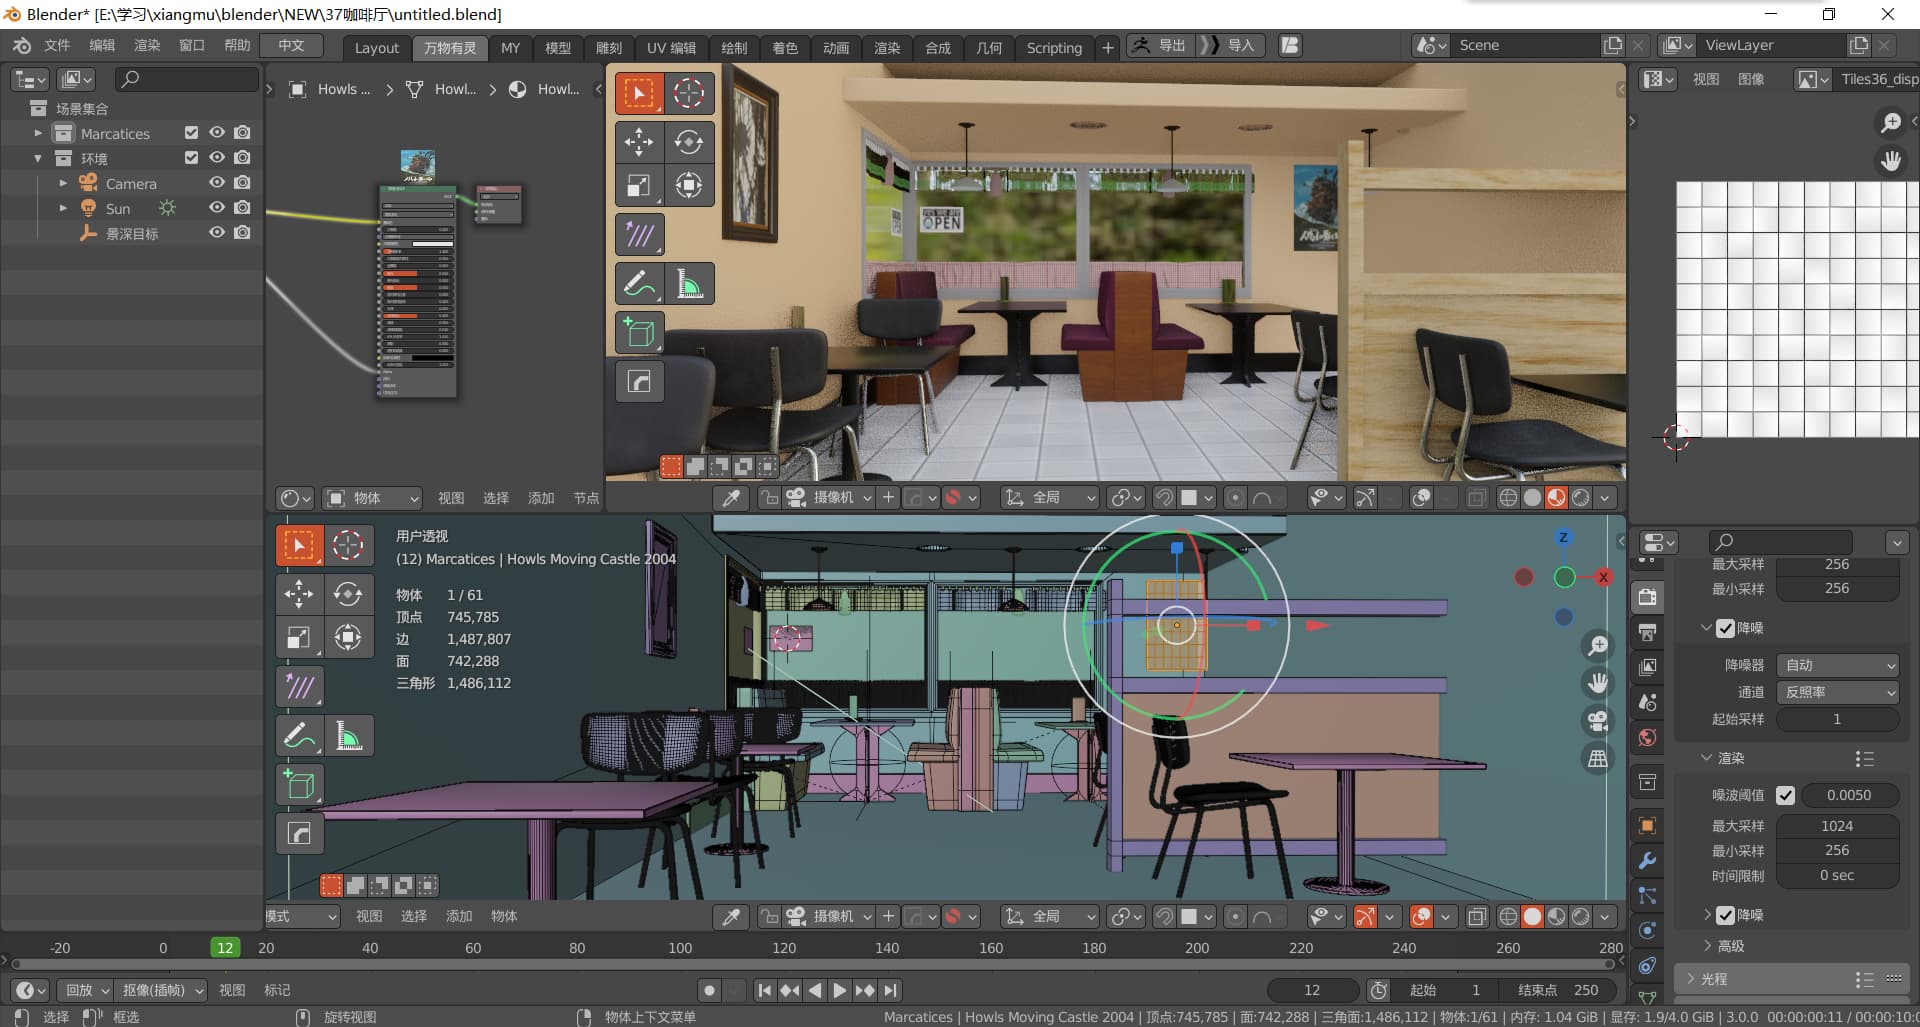 Blender* [E:\学习\xiangmu\blender\NEW\37咖啡厅\untitled.blend]
文件 编辑 渲染 窗口 帮助 中文 Layout 万物有灵 MY 模型 雕刻 UV 编辑 绘制 着色 动画 渲染 合成 几何 Scripting + 导出 导入 Scene ViewLayer
场景集合
Marcatices
环境
Camera
Sun
景深目标
Howls ... Howl... Howl...
OPEN
视图 图像 Tiles36_disp
物体 视图 选择 添加 节点
摄像机 全局
用户透视
(12) Marcatices | Howls Moving Castle 2004
物体 1 / 61
顶点 745,785
边 1,487,807
面 742,288
三角形 1,486,112
Z
X
最大采样 256
最小采样 256
降噪
降噪器 自动
通道 反照率
起始采样 1
渲染
噪波阈值 0.0050
最大采样 1024
最小采样 256
时间限制 0 sec
降噪
高级
光程
模式 视图 选择 添加 物体 摄像机 全局
-20 0 12 20 40 60 80 100 120 140 160 180 200 220 240 260 280
回放 抠像(插帧) 视图 标记 12 起始 1 结束点 250
选择 框选 旋转视图 物体上下文菜单 Marcatices | Howls Moving Castle 2004 | 顶点:745,785 | 面:742,288 | 三角面:1,486,112 | 物体:1/61 | 内存: 1.04 GiB | 显存: 1.9/4.0 GiB | 3.0.0 00:00:00:11 / 00:00:10:0